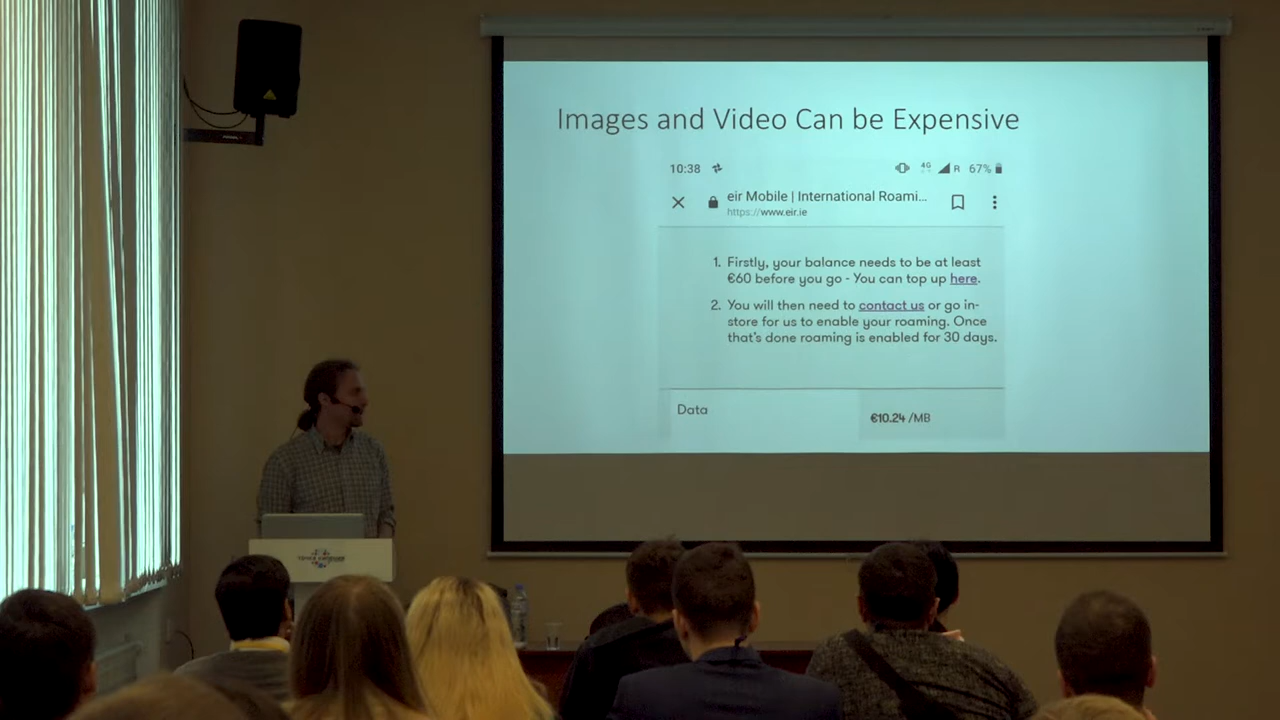 Images and Video Can be Expensive
10:38
4G
R 67%
eir Mobile | International Roami...
https://www.eir.ie
1. Firstly, your balance needs to be at least
€60 before you go - You can top up here.
2. You will then need to contact us or go in-
store for us to enable your roaming. Once
that's done roaming is enabled for 30 days.
Data
€10.24 /MB